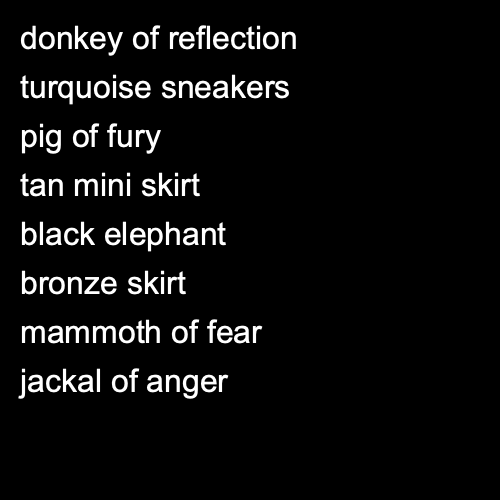 donkey of reflection
turquoise sneakers
pig of fury
tan mini skirt
black elephant
bronze skirt
mammoth of fear
jackal of anger